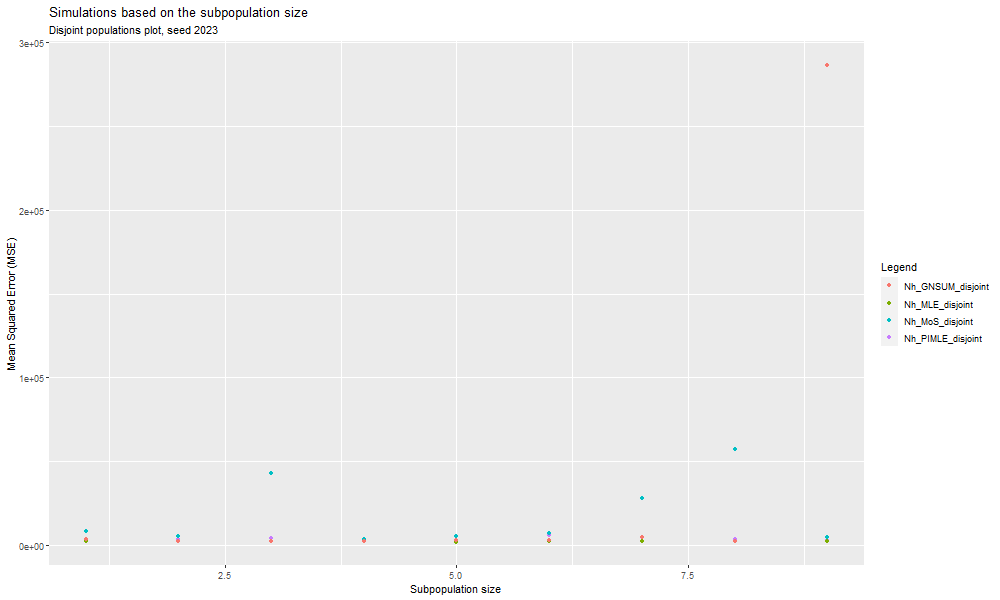 Simulations based on the subpopulation size
Disjoint populations plot, seed 2023
3e+05
2e+05
1e+05
0e+00
Mean Squared Error (MSE)
2.5
5.0
7.5
Subpopulation size
Legend
Nh_GNSUM_disjoint
Nh_MLE_disjoint
Nh_MoS_disjoint
Nh_PIMLE_disjoint